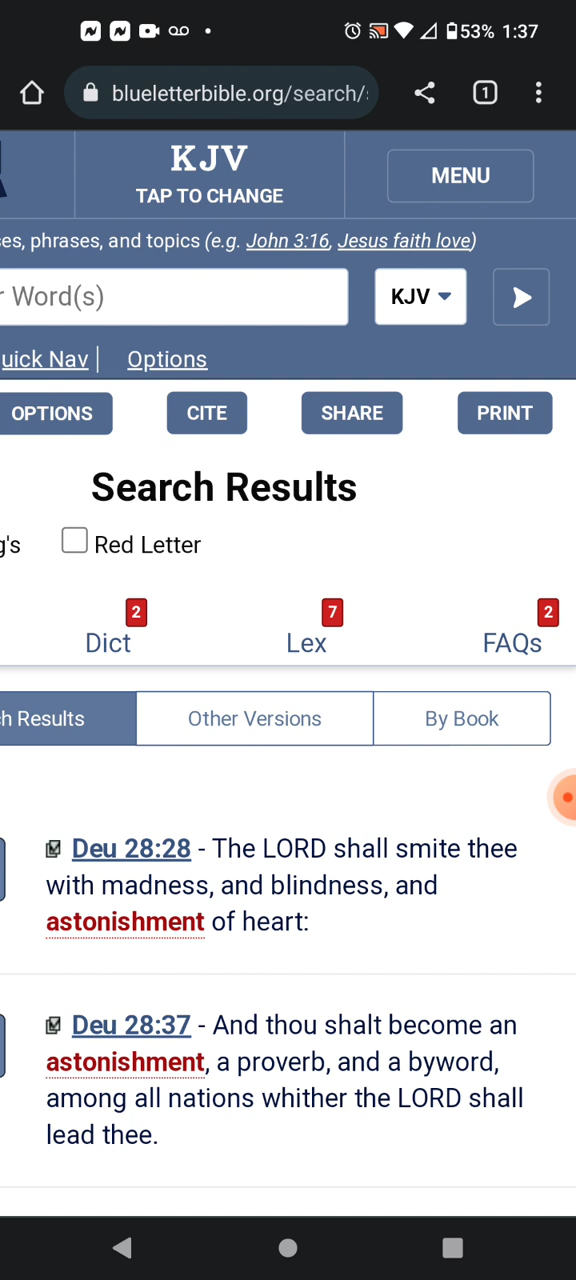 53% 1:37
blueletterbible.org/search/
1
KJV
TAP TO CHANGE
MENU
es, phrases, and topics (e.g. John 3:16, Jesus faith love)
r Word(s)
KJV
uick Nav | Options
OPTIONS CITE SHARE PRINT
Search Results
g's Red Letter
2 7 2
Dict Lex FAQs
h Results Other Versions By Book
Deu 28:28 - The LORD shall smite thee
with madness, and blindness, and
astonishment of heart:
Deu 28:37 - And thou shalt become an
astonishment, a proverb, and a byword,
among all nations whither the LORD shall
lead thee.